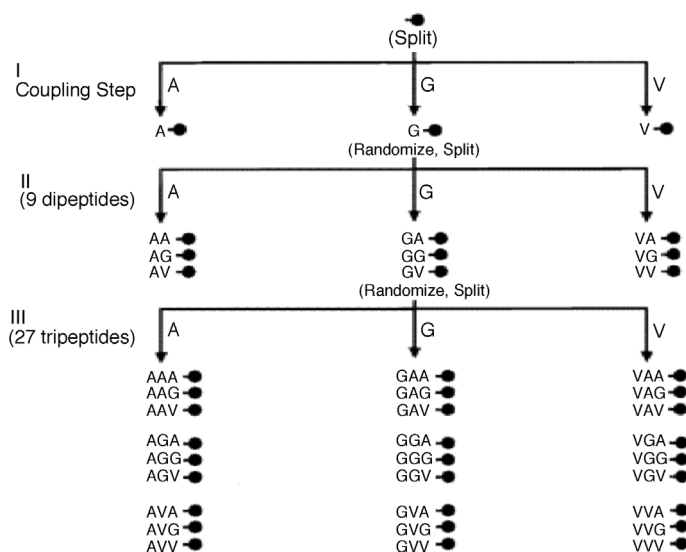 (Split)
I
Coupling Step
A
G
V
A
G
V
(Randomize, Split)
II
(9 dipeptides)
A
G
V
AA
AG
AV
GA
GG
GV
VA
VG
VV
(Randomize, Split)
III
(27 tripeptides)
A
G
V
AAA
AAG
AAV
AGA
AGG
AGV
AVA
AVG
AVV
GAA
GAG
GAV
GGA
GGG
GGV
GVA
GVG
GVV
VAA
VAG
VAV
VGA
VGG
VGV
VVA
VVG
VVV